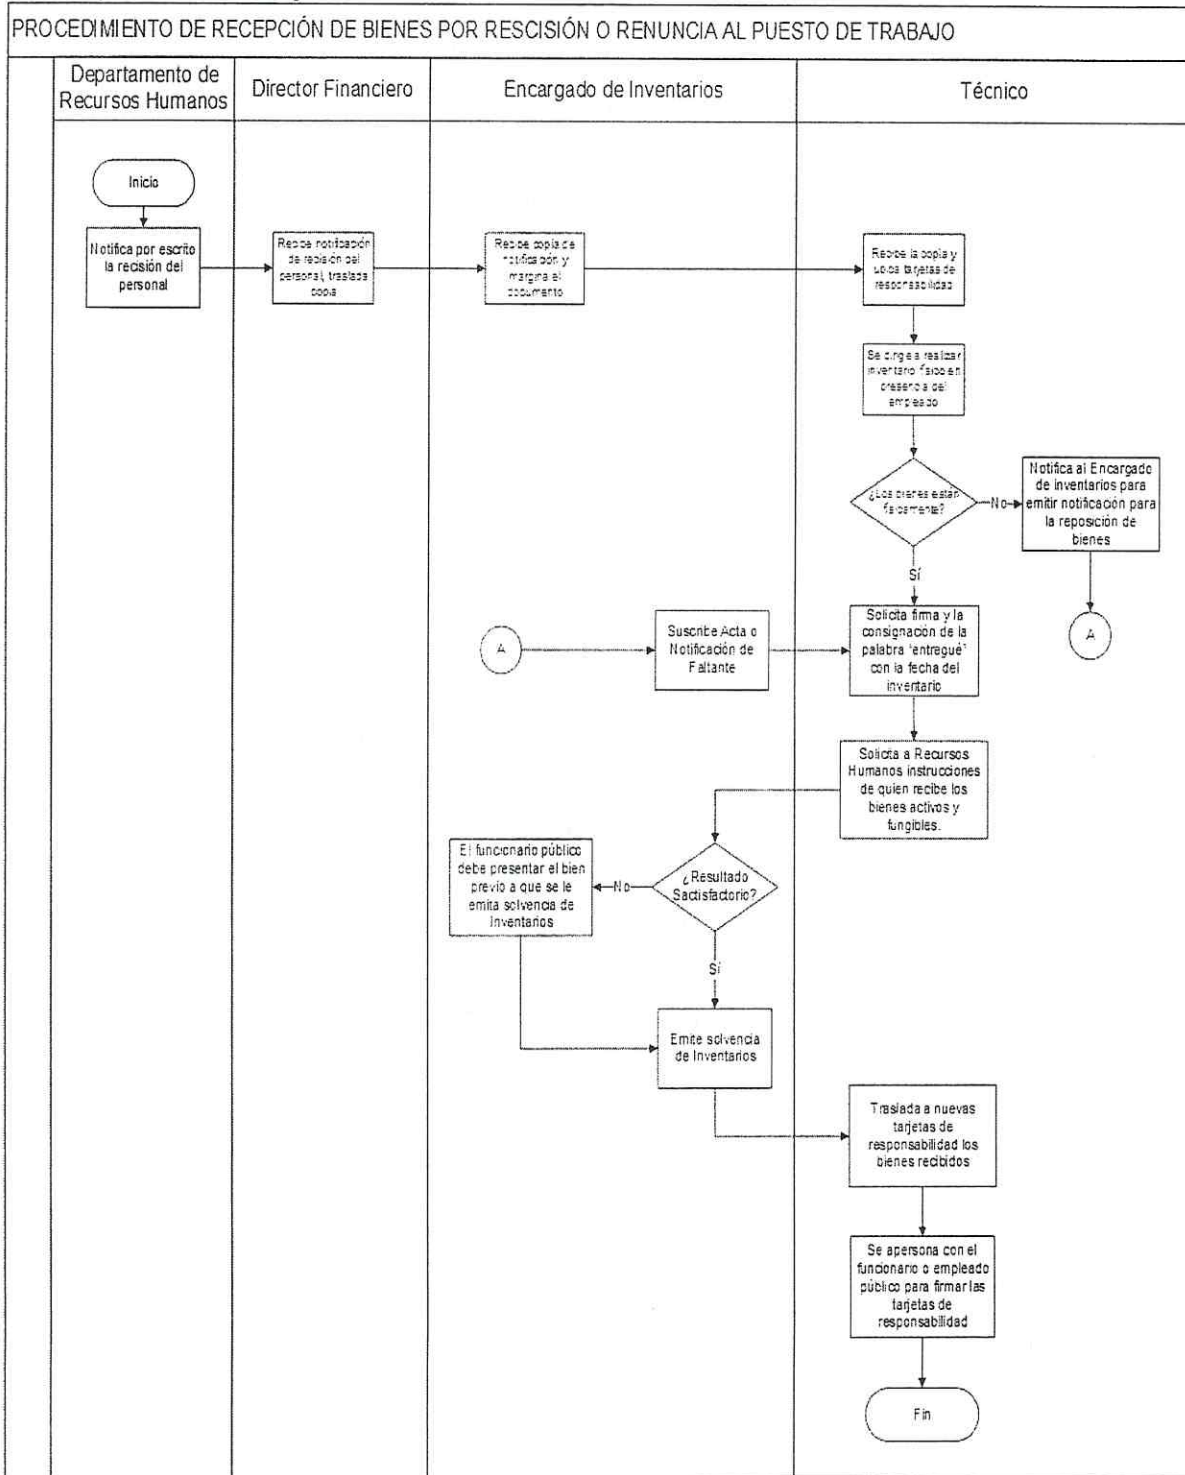 PROCEDIMIENTO DE RECEPCIÓN DE BIENES POR RESCISIÓN O RENUNCIA AL PUESTO DE TRABAJO
Departamento de
Recursos Humanos
Director Financiero
Encargado de Inventarios
Técnico
Inicio
Notifica por escrito
la recisión del
personal
Recibe notificación
de recisión del
personal, traslada
copia
Recibe copia de
notificación y
margina el
documento
Recibe la copia y
ubica tarjetas de
responsabilidad
Se dirige a realizar
inventario físico en
presencia del
empleado
¿Los bienes están
físicamente?
No
Notifica al Encargado
de inventarios para
emitir notificación para
la reposición de
bienes
Sí
A
Suscribe Acta o
Notificación de
Faltante
Solicita firma y la
consignación de la
palabra "entregué"
con la fecha del
inventario
A
Solicita a Recursos
Humanos instrucciones
de quien recibe los
bienes activos y
fungibles.
El funcionario público
debe presentar el bien
previo a que se le
emita solvencia de
Inventarios
No
¿Resultado
Sactisfactorio?
Sí
Emite solvencia
de Inventarios
Traslada a nuevas
tarjetas de
responsabilidad los
bienes recibidos
Se apersona con el
funcionario o empleado
público para firmar las
tarjetas de
responsabilidad
Fin